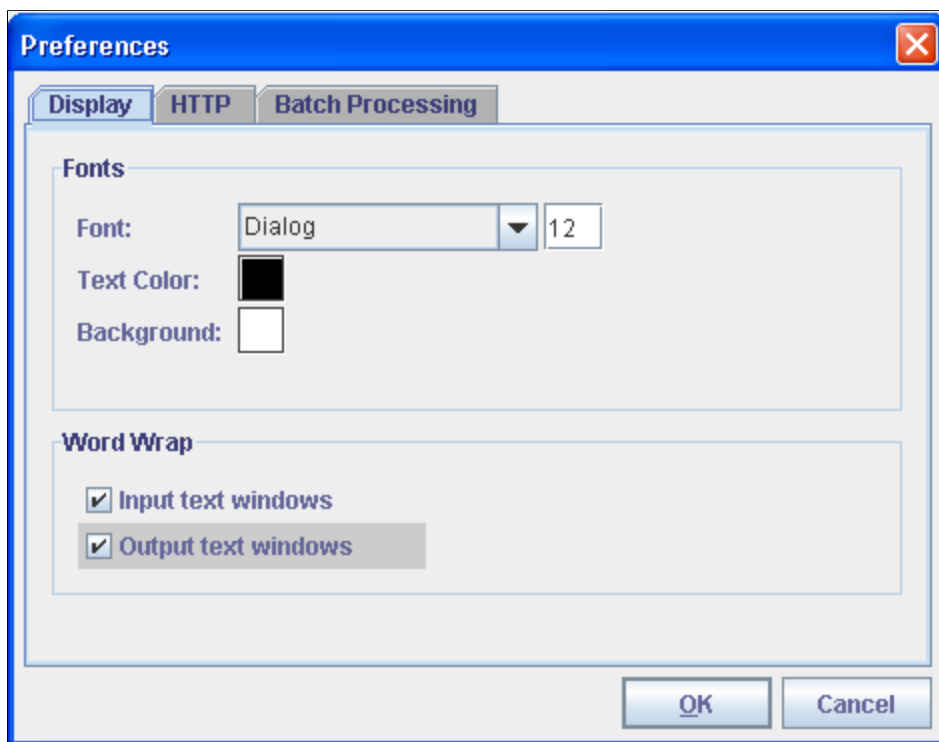 Preferences
Display HTTP Batch Processing
Fonts
Font: Dialog 12
Text Color:
Background:
Word Wrap
Input text windows
Output text windows
OK Cancel